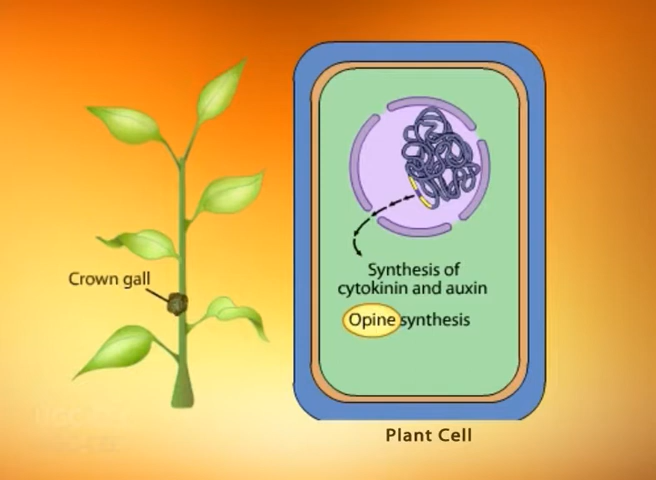 Crown gall
Synthesis of
cytokinin and auxin
Opine synthesis
Plant Cell